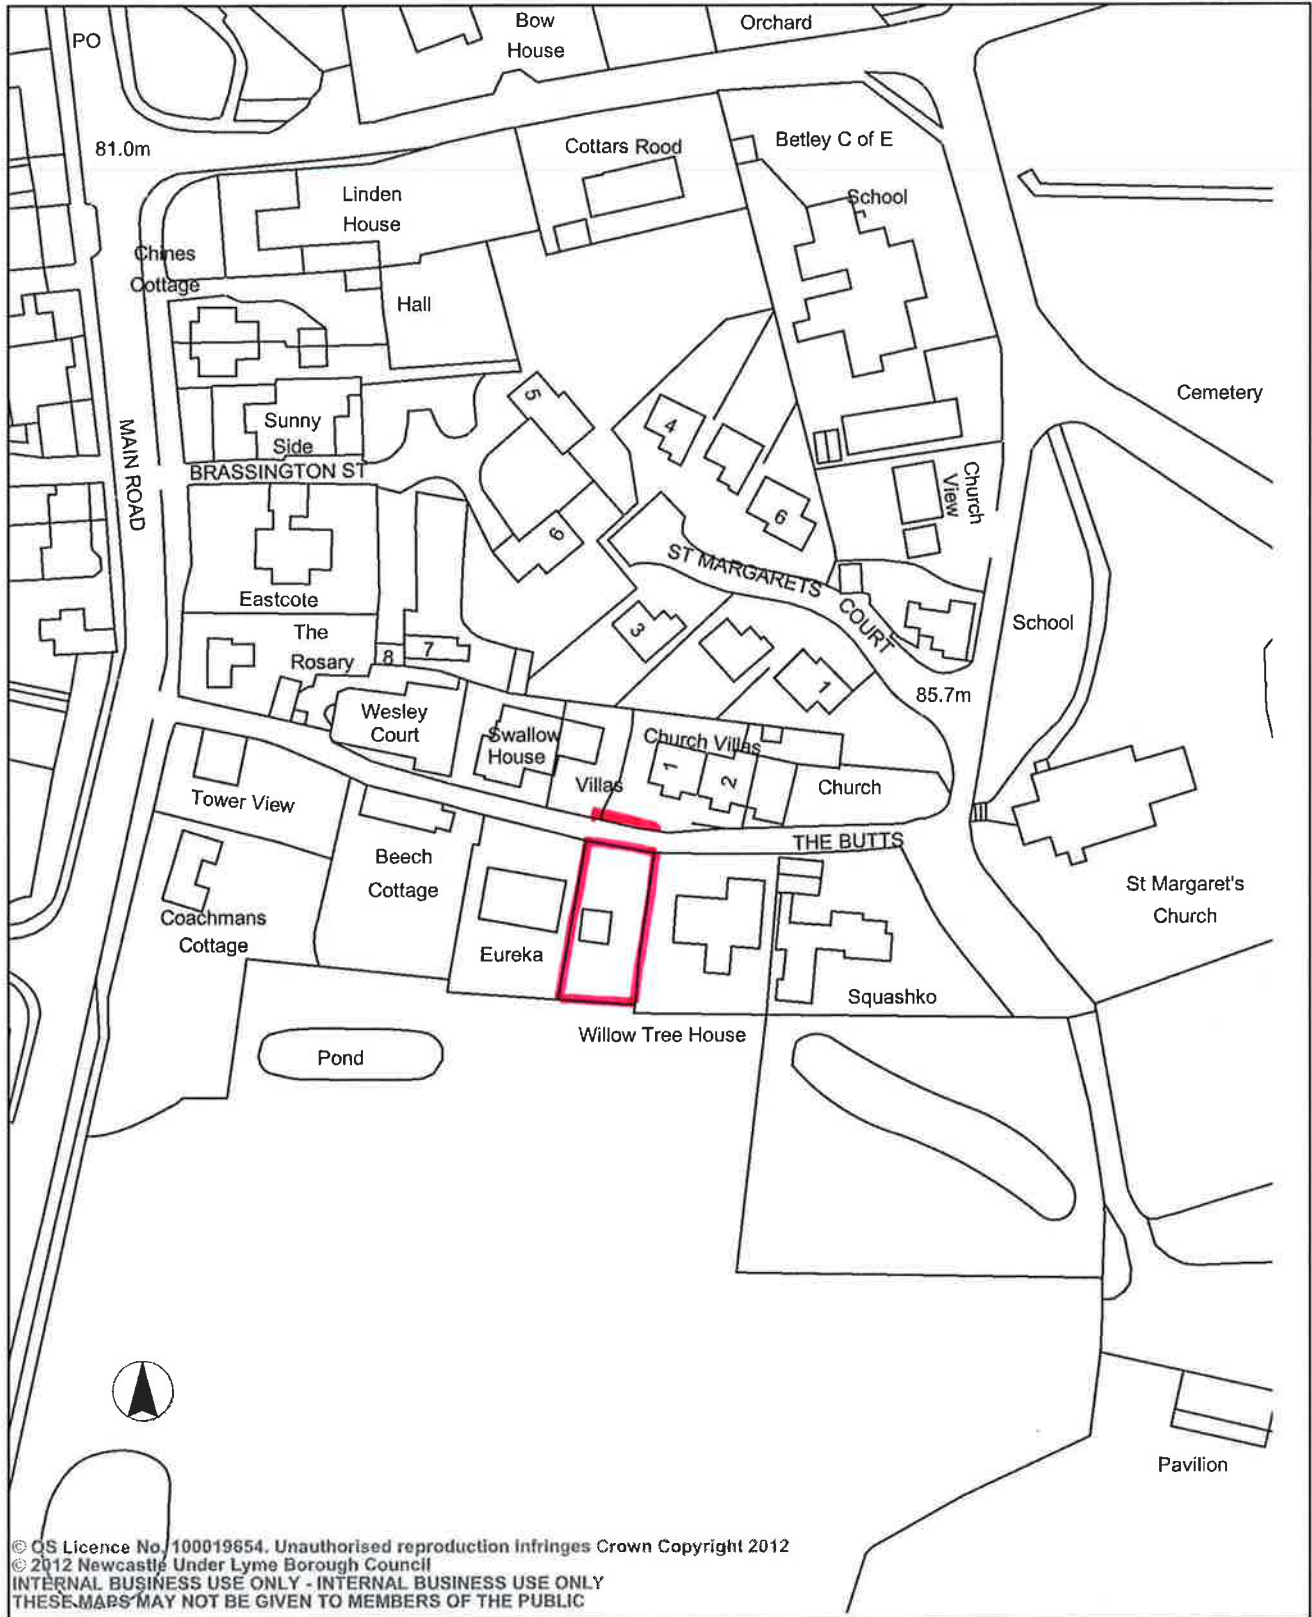 PO
Bow
House
Orchard
81.0m
Cottars Rood
Betley C of E
School
Linden
House
Chines
Cottage
Hall
Cemetery
5
4
Sunny
Side
BRASSINGTON ST
MAIN ROAD
Church
View
6
6
ST MARGARETS COURT
Eastcote
The
Rosary
8
7
3
1
School
85.7m
Wesley
Court
Swallow
House
Villas
Church Villas
1
2
Church
Tower View
THE BUTTS
Beech
Cottage
Coachmans
Cottage
Eureka
St Margaret's
Church
Squashko
Willow Tree House
Pond
Pavilion
© OS Licence No. 100019654. Unauthorised reproduction infringes Crown Copyright 2012
© 2012 Newcastle Under Lyme Borough Council
INTERNAL BUSINESS USE ONLY - INTERNAL BUSINESS USE ONLY
THESE MAPS MAY NOT BE GIVEN TO MEMBERS OF THE PUBLIC